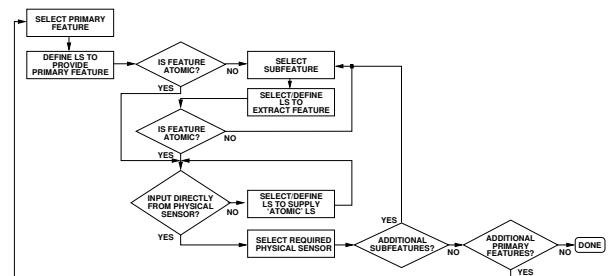 SELECT PRIMARY
FEATURE
DEFINE LS TO
PROVIDE
PRIMARY FEATURE
IS FEATURE
ATOMIC?
NO
YES
SELECT
SUBFEATURE
SELECT/DEFINE
LS TO
EXTRACT FEATURE
IS FEATURE
ATOMIC?
NO
YES
INPUT DIRECTLY
FROM PHYSICAL
SENSOR?
NO
YES
SELECT/DEFINE
LS TO SUPPLY
'ATOMIC' LS
SELECT REQUIRED
PHYSICAL SENSOR
YES
ADDITIONAL
SUBFEATURES?
NO
ADDITIONAL
PRIMARY
FEATURES?
NO
YES
DONE